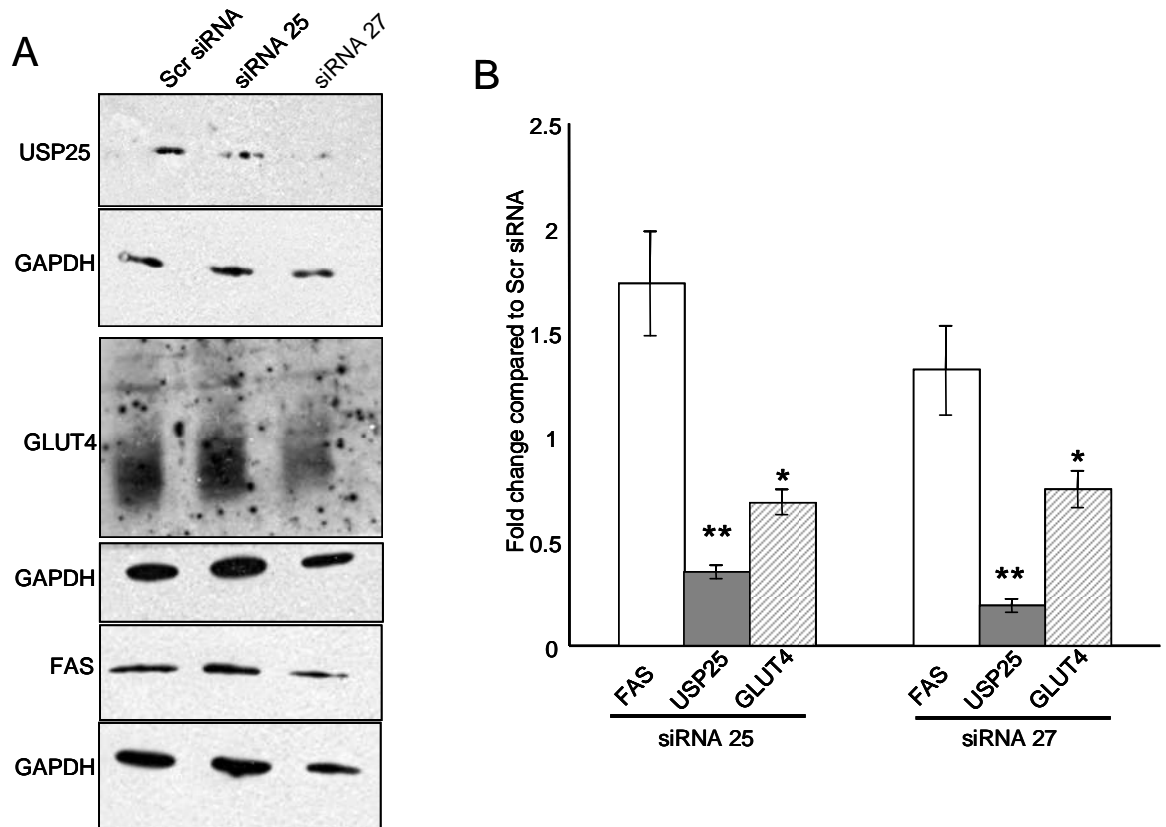 A
Scr siRNA
siRNA 25
siRNA 27
USP25
GAPDH
GLUT4
GAPDH
FAS
GAPDH
B
Fold change compared to Scr siRNA
2.5
2
1.5
1
0.5
0
**
*
**
*
FAS
USP25
GLUT4
FAS
USP25
GLUT4
siRNA 25
siRNA 27